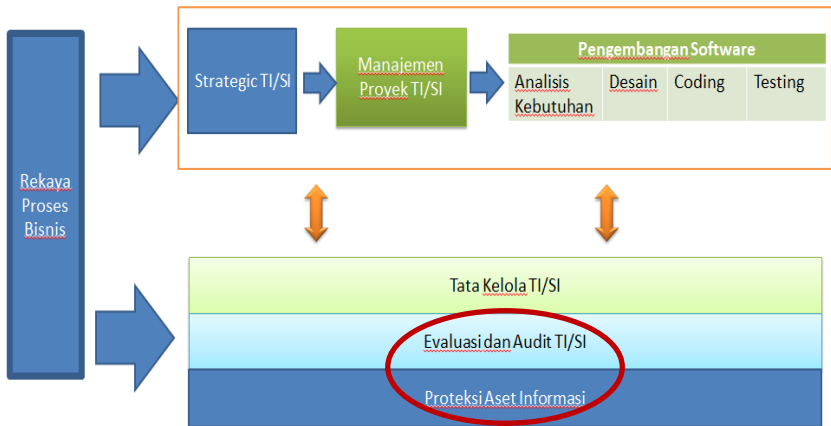 Rekaya
Proses
Bisnis
Strategic TI/SI
Manajemen
Proyek TI/SI
Pengembangan Software
Analisis
Kebutuhan
Desain
Coding
Testing
Tata Kelola TI/SI
Evaluasi dan Audit TI/SI
Proteksi Aset Informasi